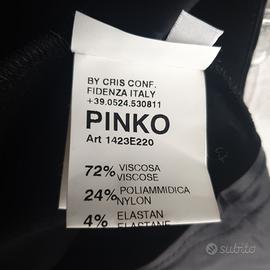 BY CRIS CONF.
FIDENZA ITALY
+39.0524.530811
PINKO
Art 1423E220
72% VISCOSA
VISCOSE
24% POLIAMMIDICA
NYLON
4% ELASTAN
ELASTANE
subito